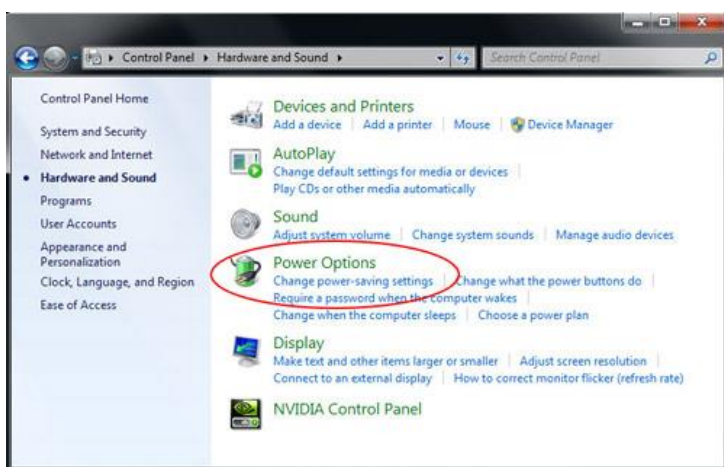 Control Panel ▸ Hardware and Sound ▸
Search Control Panel
Control Panel Home
System and Security
Network and Internet
Hardware and Sound
Programs
User Accounts
Appearance and
Personalization
Clock, Language, and Region
Ease of Access
Devices and Printers
Add a device | Add a printer | Mouse | Device Manager
AutoPlay
Change default settings for media or devices |
Play CDs or other media automatically
Sound
Adjust system volume | Change system sounds | Manage audio devices
Power Options
Change power-saving settings | Change what the power buttons do |
Require a password when the computer wakes |
Change when the computer sleeps | Choose a power plan
Display
Make text and other items larger or smaller | Adjust screen resolution |
Connect to an external display | How to correct monitor flicker (refresh rate)
NVIDIA Control Panel